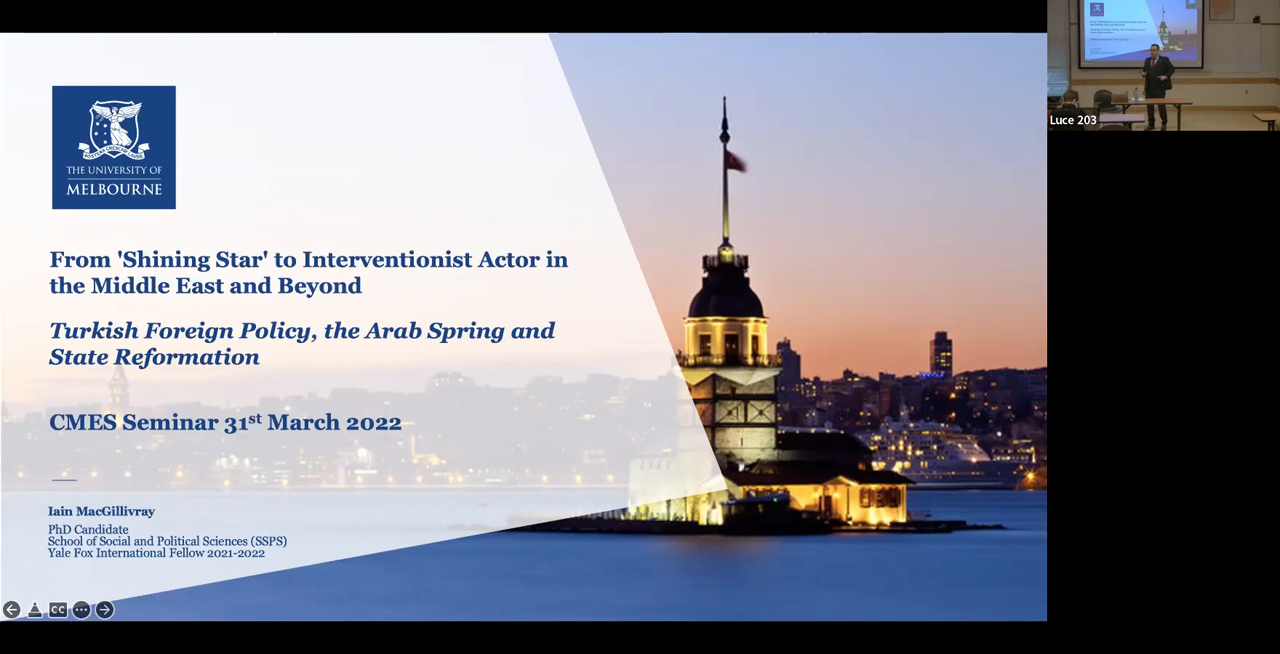 THE UNIVERSITY OF
MELBOURNE
From 'Shining Star' to Interventionist Actor in
the Middle East and Beyond
Turkish Foreign Policy, the Arab Spring and
State Reformation
CMES Seminar 31st March 2022
Iain MacGillivray
PhD Candidate
School of Social and Political Sciences (SSPS)
Yale Fox International Fellow 2021-2022
CC
Luce 203